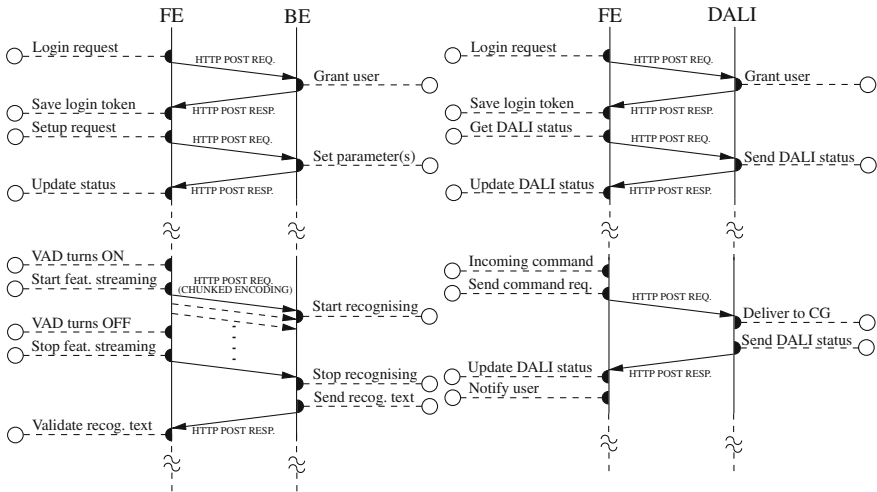 FE
BE
Login request
HTTP POST REQ.
Grant user
Save login token
HTTP POST RESP.
Setup request
HTTP POST REQ.
Set parameter(s)
Update status
HTTP POST RESP.
VAD turns ON
Start feat. streaming
HTTP POST REQ.
(CHUNKED ENCODING)
Start recognising
VAD turns OFF
Stop feat. streaming
Stop recognising
Send recog. text
Validate recog. text
HTTP POST RESP.
FE
DALI
Login request
HTTP POST REQ.
Grant user
Save login token
HTTP POST RESP.
Get DALI status
HTTP POST REQ.
Send DALI status
Update DALI status
HTTP POST RESP.
Incoming command
Send command req.
HTTP POST REQ.
Deliver to CG
Send DALI status
Update DALI status
HTTP POST RESP.
Notify user